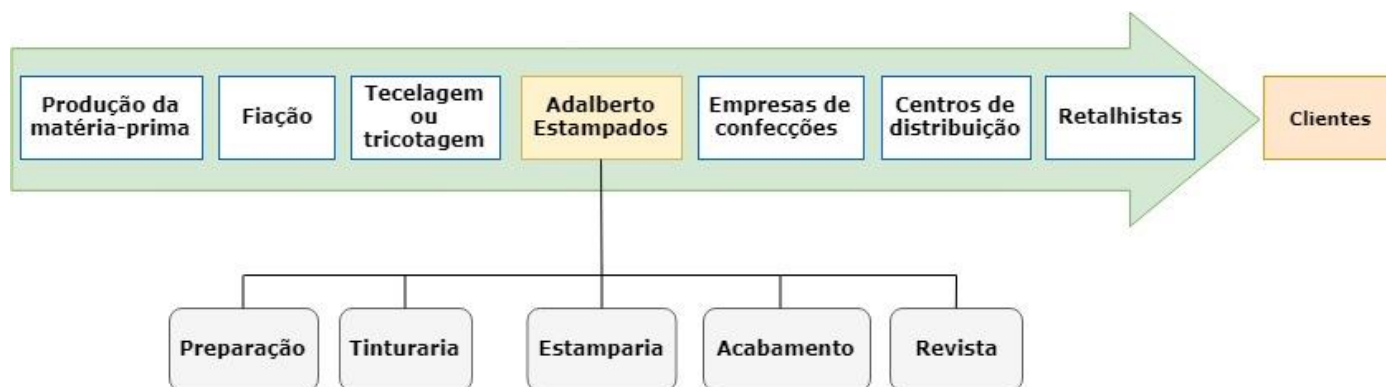 Produção da
matéria-prima
Fiação
Tecelagem
ou
tricotagem
Adalberto
Estampados
Empresas de
confecções
Centros de
distribuição
Retalhistas
Clientes
Preparação
Tinturaria
Estamparia
Acabamento
Revista